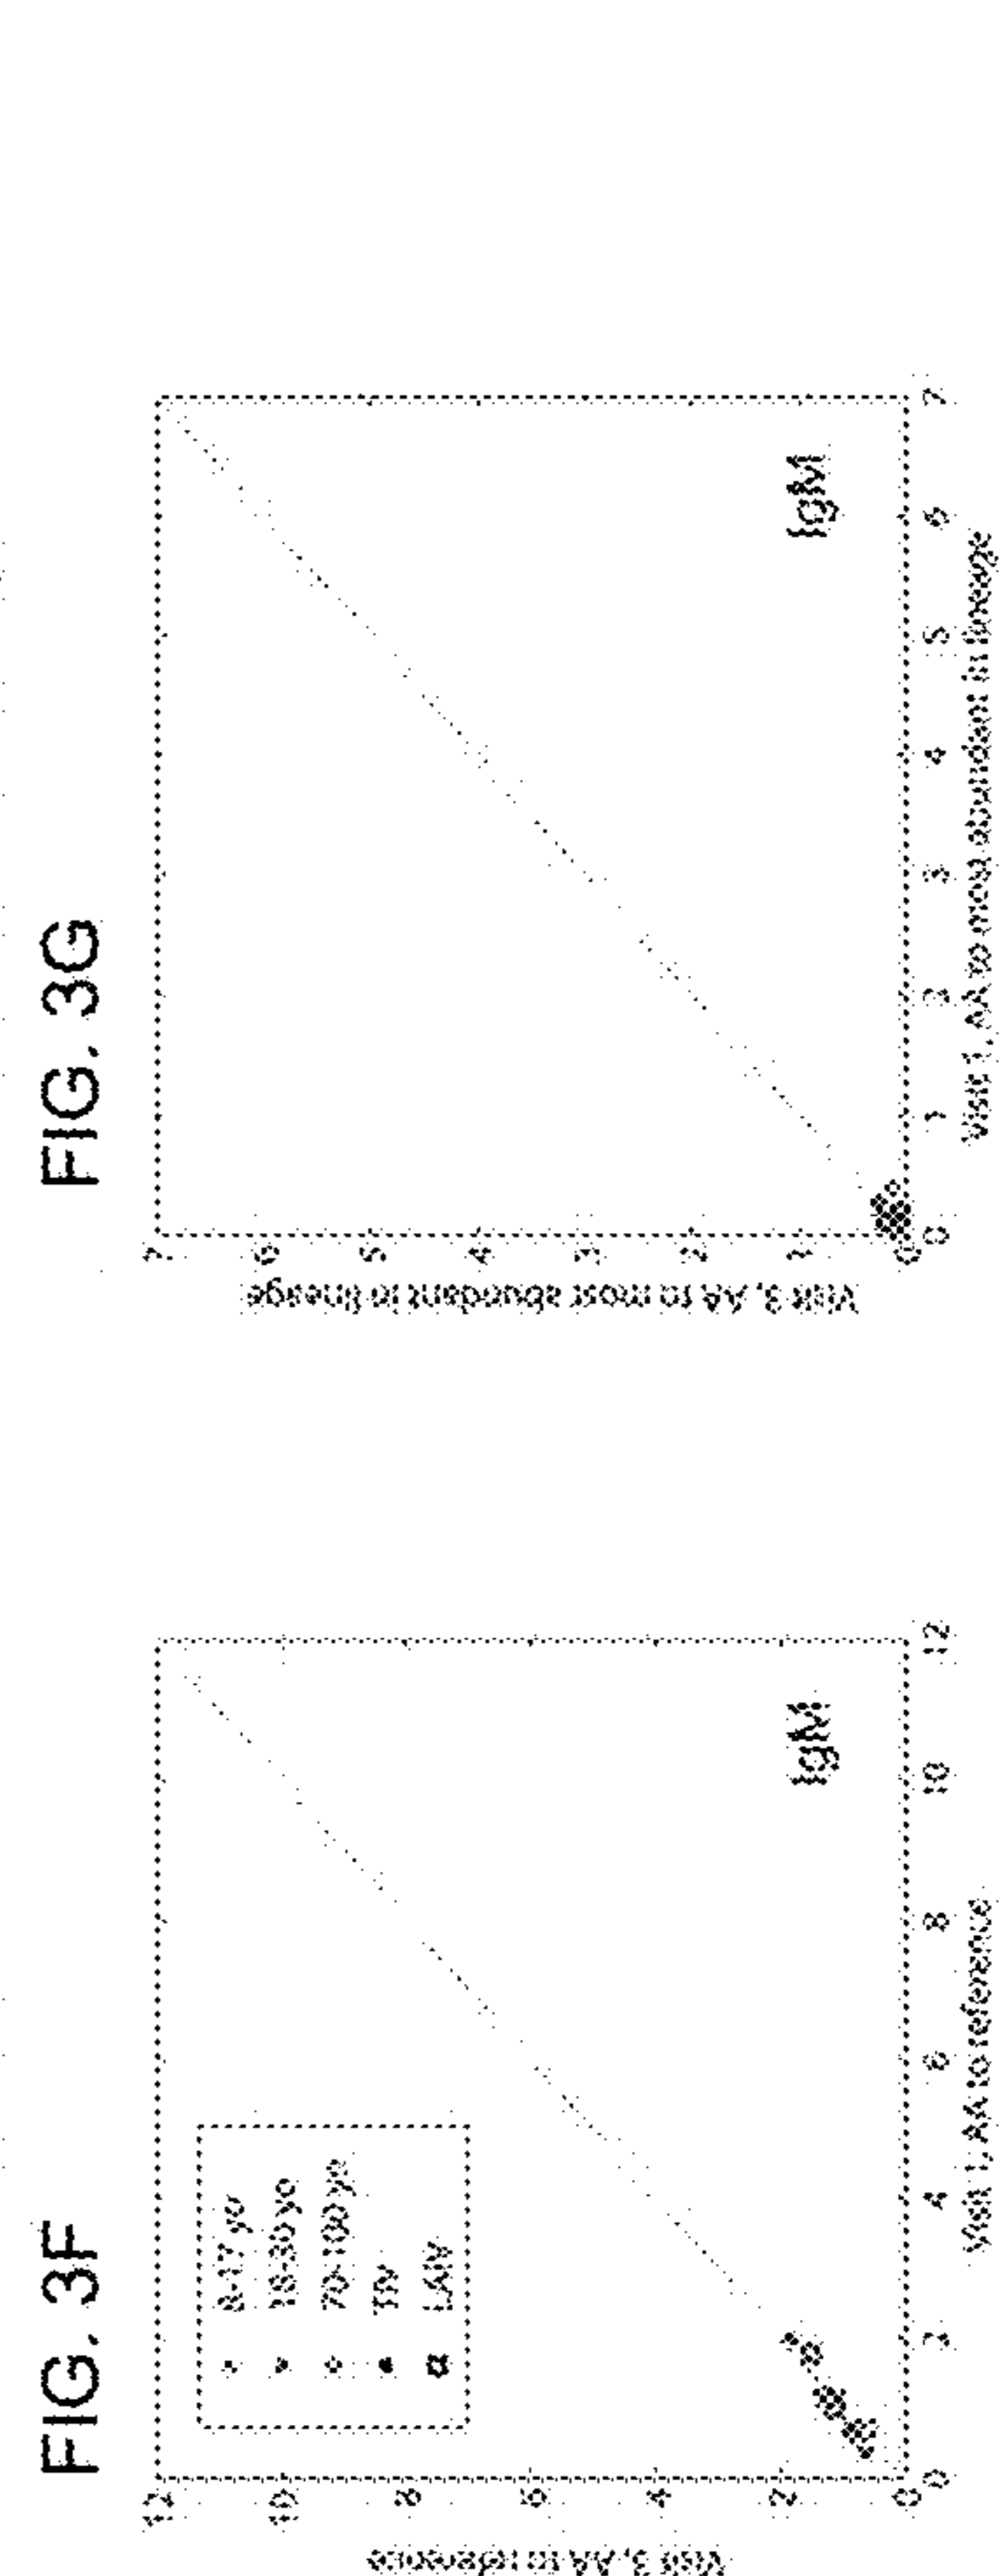 FIG. 3F
Visit 3, AA to reference
12
10
8
6
4
2
0
8-17 yo
18-30 yo
70-100 yo
TIV
LAIV
IgM
0
2
4
6
8
10
12
Visit 1, AA to reference
FIG. 3G
Visit 3, AA to most abundant in lineage
7
6
5
4
3
2
1
0
IgM
0
1
2
3
4
5
6
7
Visit 1, AA to most abundant in lineage